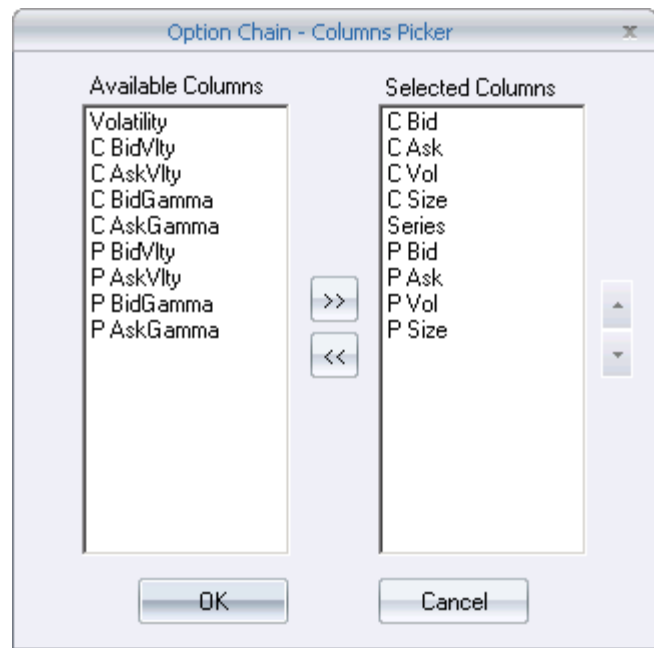 Option Chain - Columns Picker
x
Available Columns
Volatility
C BidVlty
C AskVlty
C BidGamma
C AskGamma
P BidVlty
P AskVlty
P BidGamma
P AskGamma
>>
<<
Selected Columns
C Bid
C Ask
C Vol
C Size
Series
P Bid
P Ask
P Vol
P Size
OK
Cancel